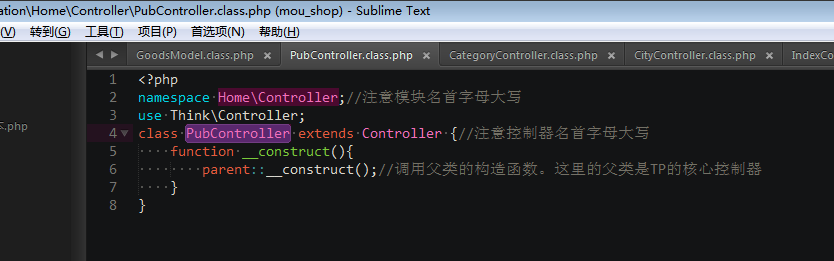 ation\Home\Controller\PubController.class.php (mou_shop) - Sublime Text
(V) 转到(G) 工具(T) 项目(P) 首选项(N) 帮助(H)
GoodsModel.class.php × PubController.class.php × CategoryController.class.php × CityController.class.php × IndexCo
1 <?php
2 namespace Home\Controller;//注意模块名首字母大写
3 use Think\Controller;
.php
4 class PubController extends Controller {//注意控制器名首字母大写
5 function __construct(){
6 parent::__construct();//调用父类的构造函数。这里的父类是TP的核心控制器
7 }
8 }